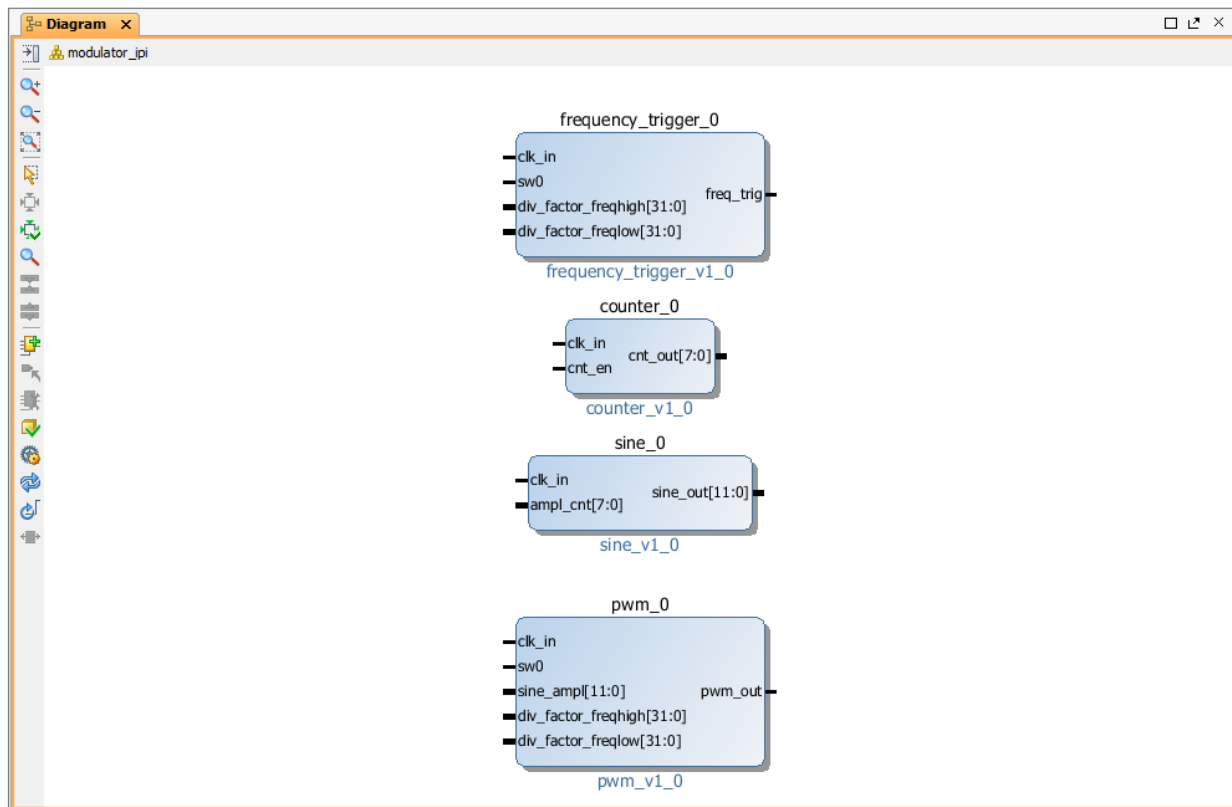 Diagram
modulator_ipi
frequency_trigger_0
clk_in
sw0
div_factor_freqhigh[31:0]
div_factor_freqlow[31:0]
freq_trig
frequency_trigger_v1_0
counter_0
clk_in
cnt_en
cnt_out[7:0]
counter_v1_0
sine_0
clk_in
ampl_cnt[7:0]
sine_out[11:0]
sine_v1_0
pwm_0
clk_in
sw0
sine_ampl[11:0]
div_factor_freqhigh[31:0]
div_factor_freqlow[31:0]
pwm_out
pwm_v1_0